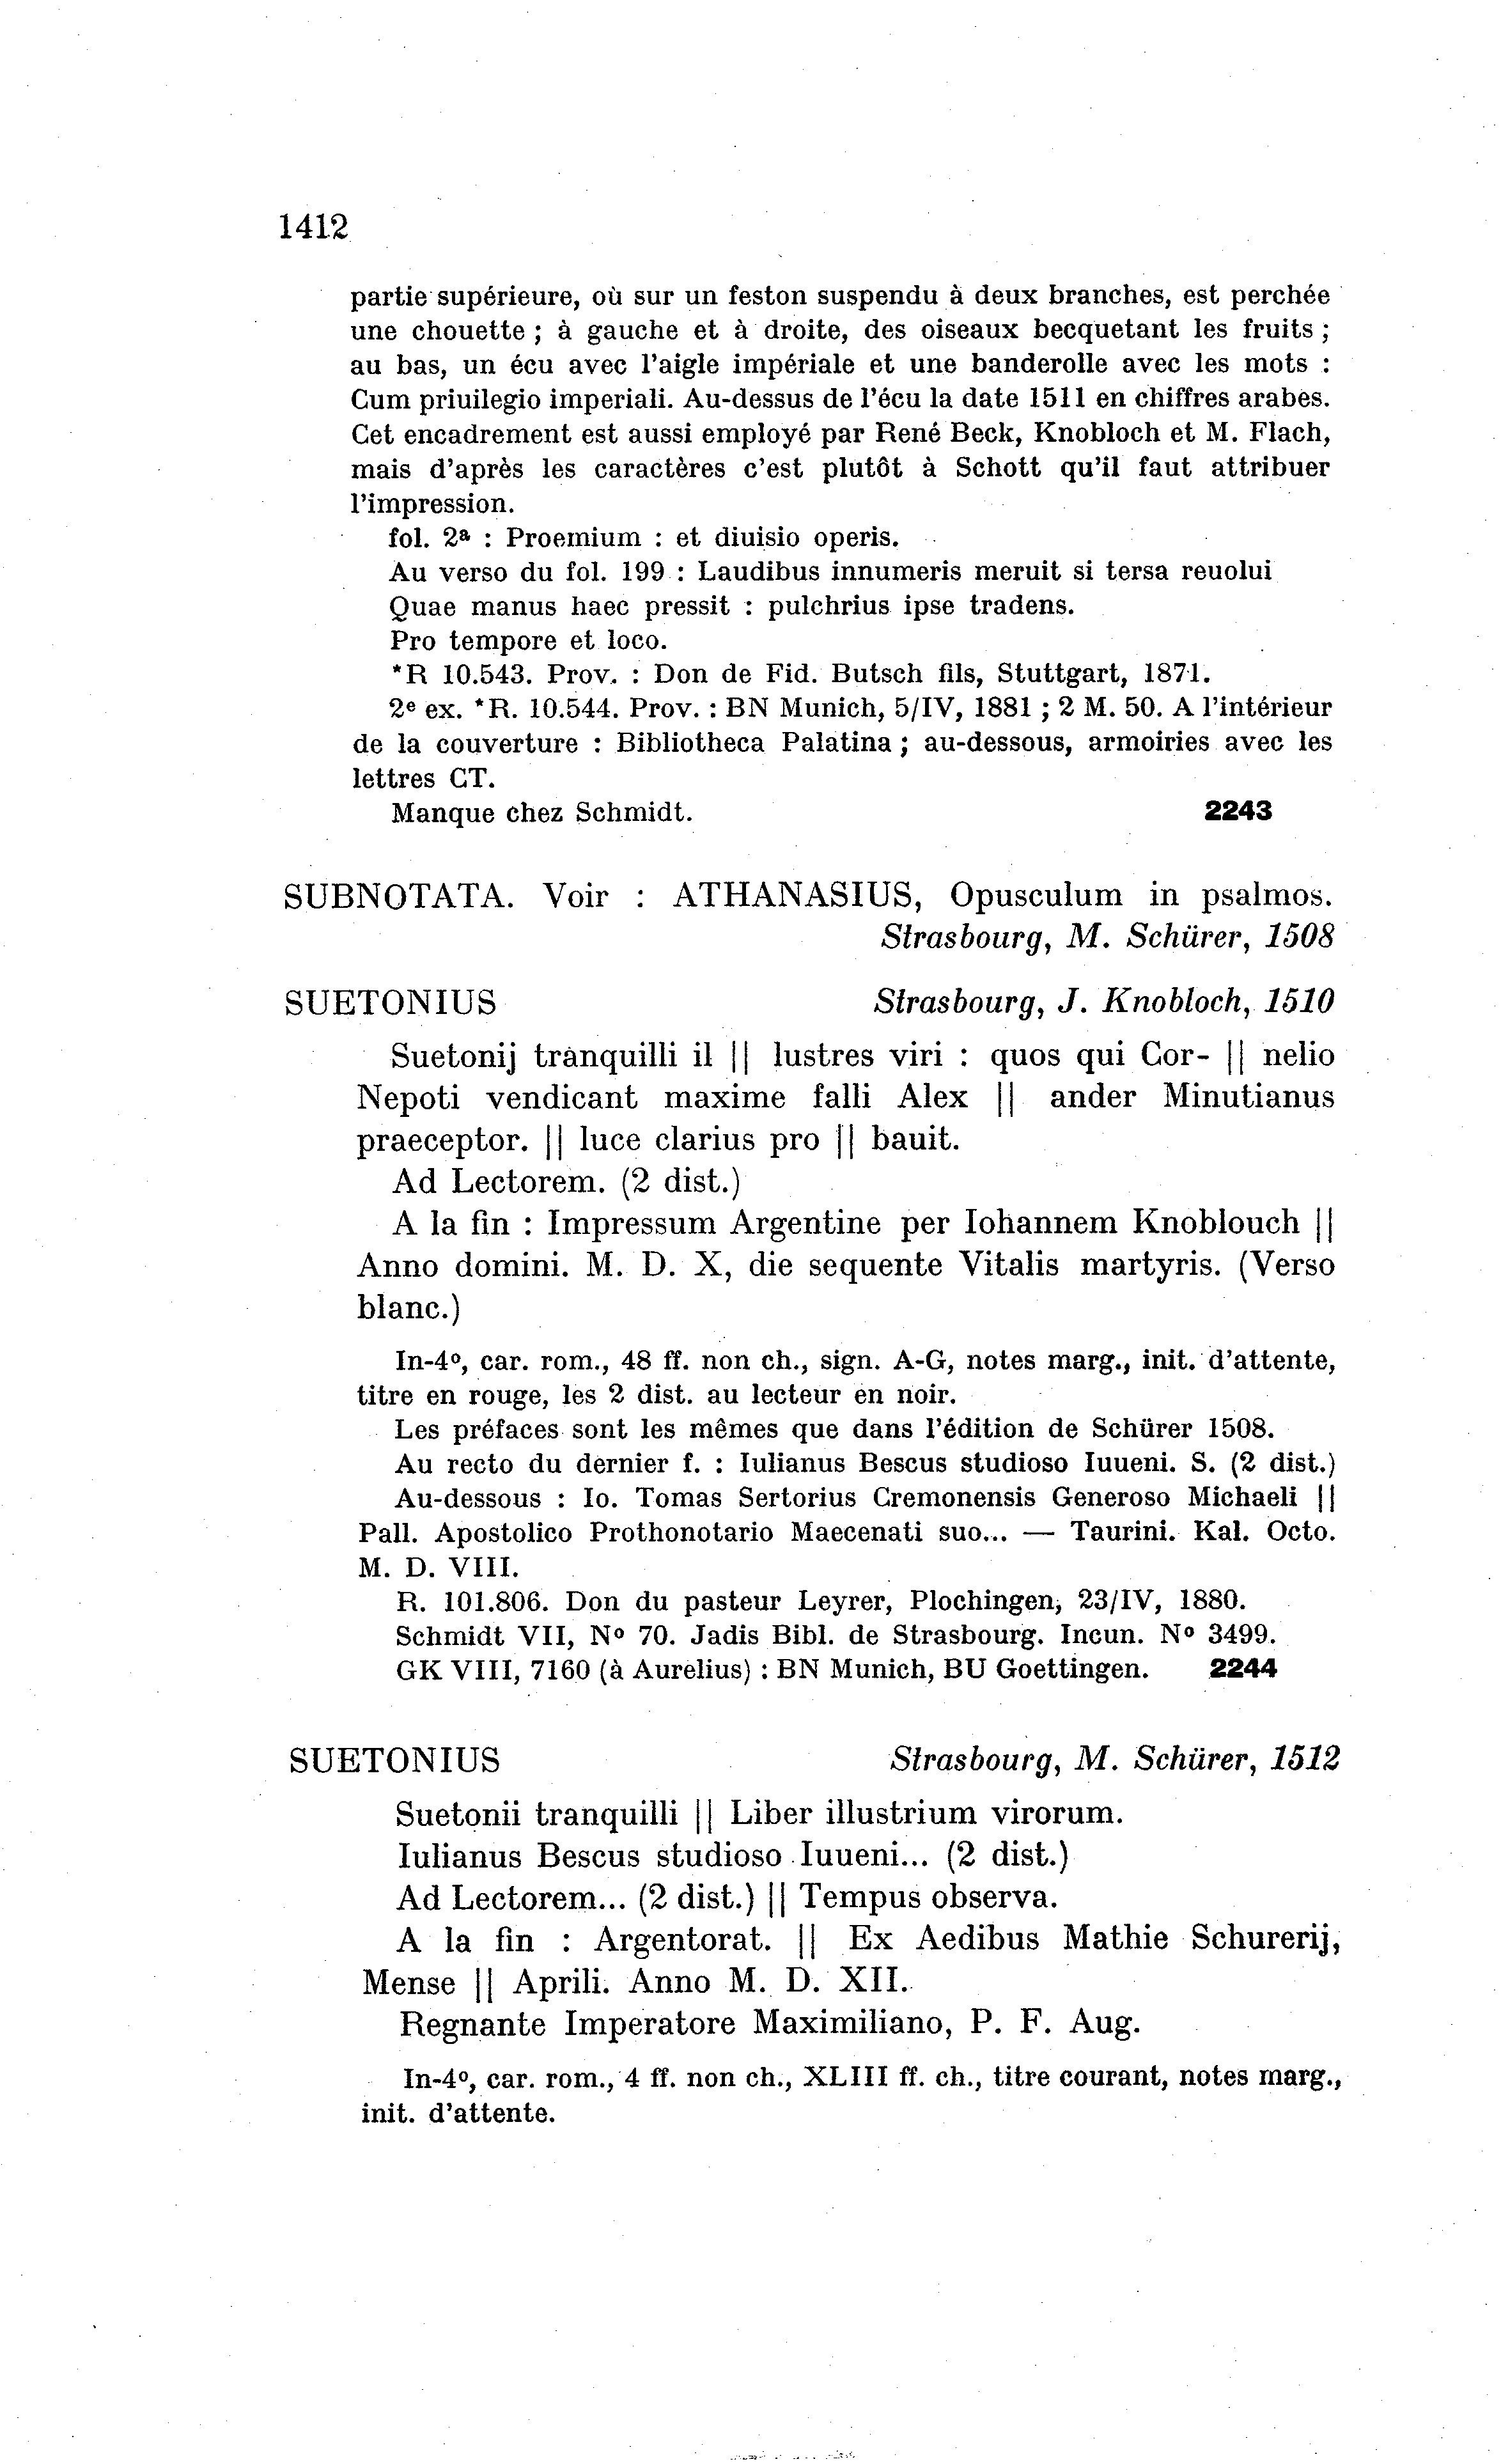 1412
partie supérieure, où sur un feston suspendu à deux branches, est perchée
une chouette ; à gauche et à droite, des oiseaux becquetant les fruits ;
au bas, un écu avec l'aigle impériale et une banderolle avec les mots :
Cum priuilegio imperiali. Au-dessus de l'écu la date 1511 en chiffres arabes.
Cet encadrement est aussi employé par René Beck, Knobloch et M. Flach,
mais d'après les caractères c'est plutôt à Schott qu'il faut attribuer
l'impression.
fol. 2ª : Proemium : et diuisio operis.
Au verso du fol. 199 : Laudibus innumeris meruit si tersa reuolui
Quae manus haec pressit : pulchrius ipse tradens.
Pro tempore et loco.
*R 10.543. Prov. : Don de Fid. Butsch fils, Stuttgart, 1871.
2e ex. *R. 10.544. Prov. : BN Munich, 5/IV, 1881 ; 2 M. 50. A l'intérieur
de la couverture : Bibliotheca Palatina ; au-dessous, armoiries avec les
lettres CT.
Manque chez Schmidt. 2243
SUBNOTATA. Voir : ATHANASIUS, Opusculum in psalmos.
Strasbourg, M. Schürer, 1508
SUETONIUS Strasbourg, J. Knobloch, 1510
Suetonij tranquilli il || lustres viri : quos qui Cor- || nelio
Nepoti vendicant maxime falli Alex || ander Minutianus
praeceptor. || luce clarius pro || bauit.
Ad Lectorem. (2 dist.)
A la fin : Impressum Argentine per Iohannem Knoblouch ||
Anno domini. M. D. X, die sequente Vitalis martyris. (Verso
blanc.)
In-4º, car. rom., 48 ff. non ch., sign. A-G, notes marg., init. d'attente,
titre en rouge, les 2 dist. au lecteur en noir.
Les préfaces sont les mêmes que dans l'édition de Schürer 1508.
Au recto du dernier f. : Iulianus Bescus studioso Iuueni. S. (2 dist.)
Au-dessous : Io. Tomas Sertorius Cremonensis Generoso Michaeli ||
Pall. Apostolico Prothonotario Maecenati suo... — Taurini. Kal. Octo.
M. D. VIII.
R. 101.806. Don du pasteur Leyrer, Plochingen, 23/IV, 1880.
Schmidt VII, Nº 70. Jadis Bibl. de Strasbourg. Incun. Nº 3499.
GK VIII, 7160 (à Aurelius) : BN Munich, BU Goettingen. 2244
SUETONIUS Strasbourg, M. Schürer, 1512
Suetonii tranquilli || Liber illustrium virorum.
Iulianus Bescus studioso Iuueni... (2 dist.)
Ad Lectorem... (2 dist.) || Tempus observa.
A la fin : Argentorat. || Ex Aedibus Mathie Schurerij,
Mense || Aprili. Anno M. D. XII.
Regnante Imperatore Maximiliano, P. F. Aug.
In-4º, car. rom., 4 ff. non ch., XLIII ff. ch., titre courant, notes marg.,
init. d'attente.